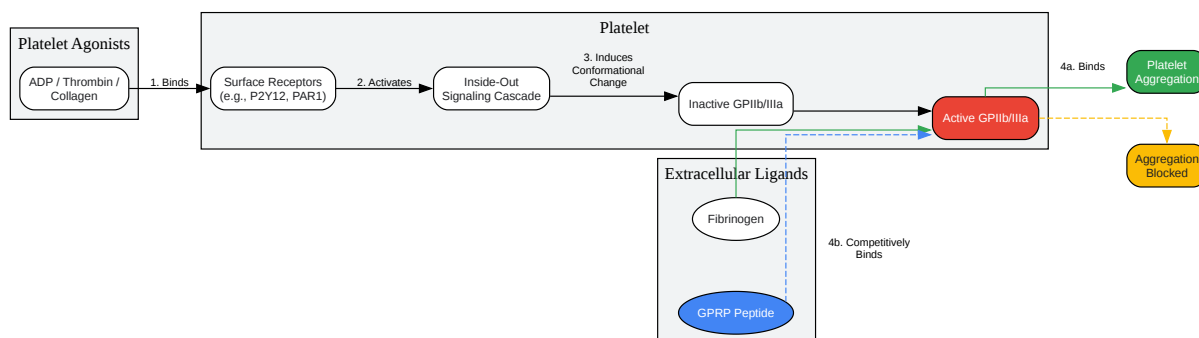 Platelet Agonists
ADP / Thrombin /
Collagen
1. Binds
Platelet
Surface Receptors
(e.g., P2Y12, PAR1)
2. Activates
Inside-Out
Signaling Cascade
3. Induces
Conformational
Change
Inactive GPIIb/IIIa
Active GPIIb/IIIa
4a. Binds
Platelet
Aggregation
Aggregation
Blocked
Extracellular Ligands
Fibrinogen
4b. Competitively
Binds
GPRP Peptide